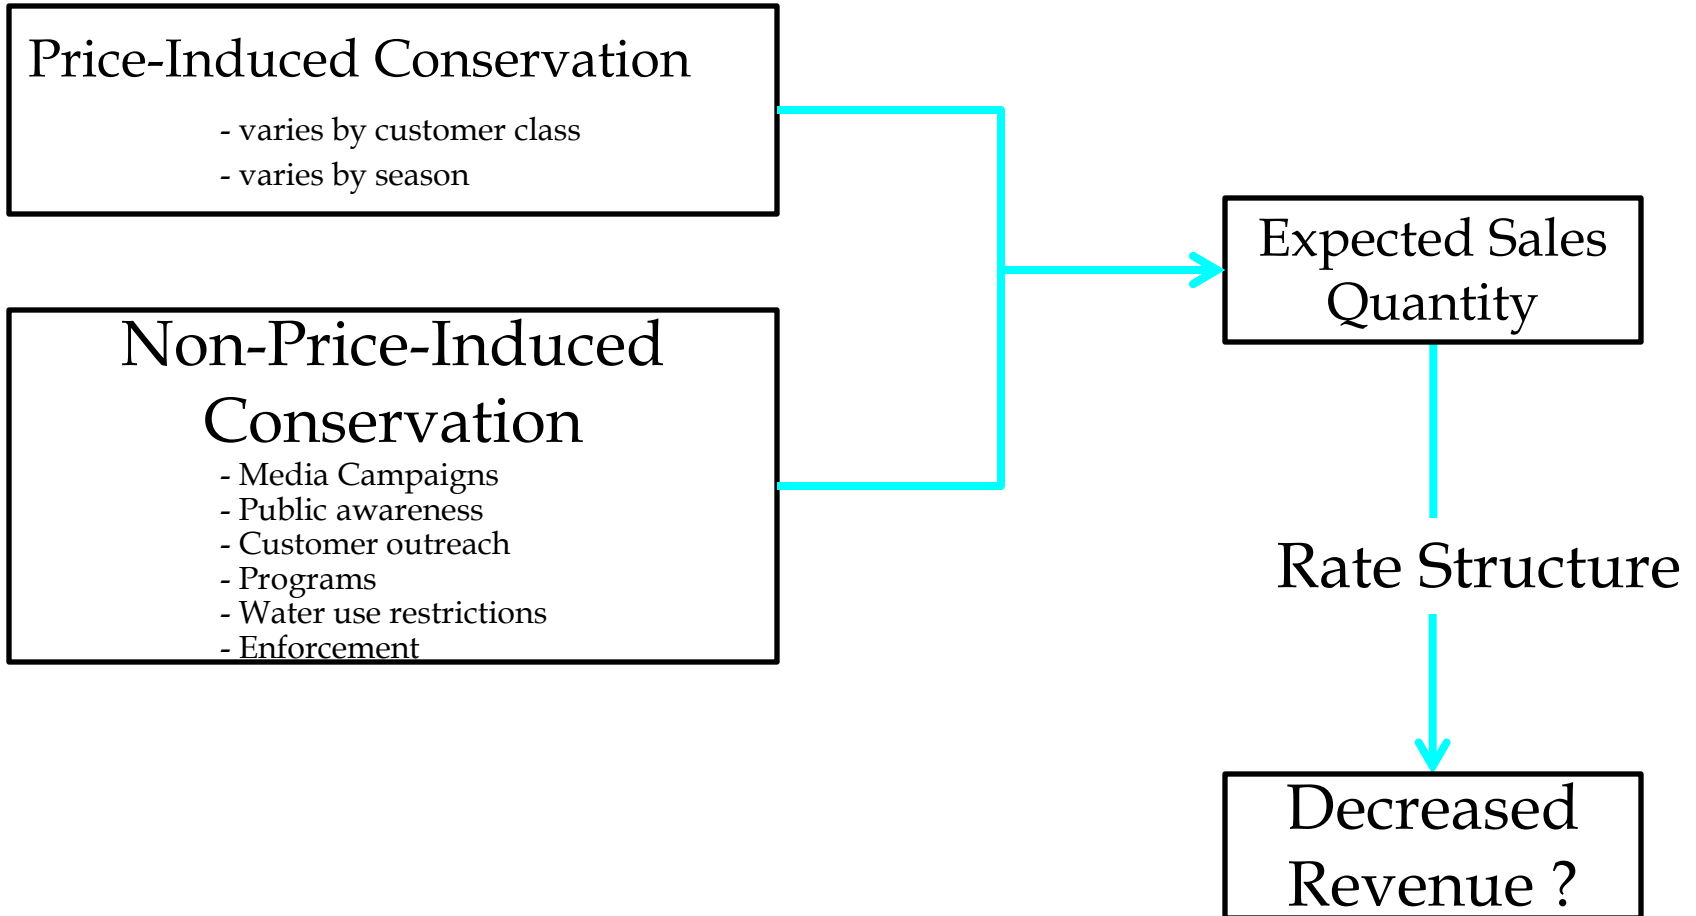 Price-Induced Conservation
- varies by customer class
- varies by season
Non-Price-Induced
Conservation
- Media Campaigns
- Public awareness
- Customer outreach
- Programs
- Water use restrictions
- Enforcement
Expected Sales
Quantity
Rate Structure
Decreased
Revenue ?